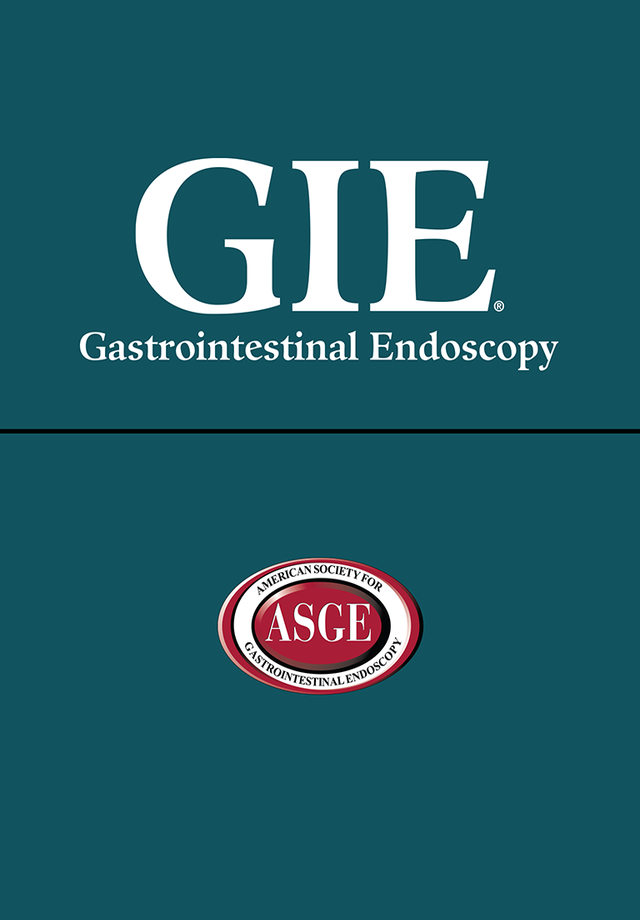 GIE®
Gastrointestinal Endoscopy
AMERICAN SOCIETY FOR
ASGE
GASTROINTESTINAL ENDOSCOPY